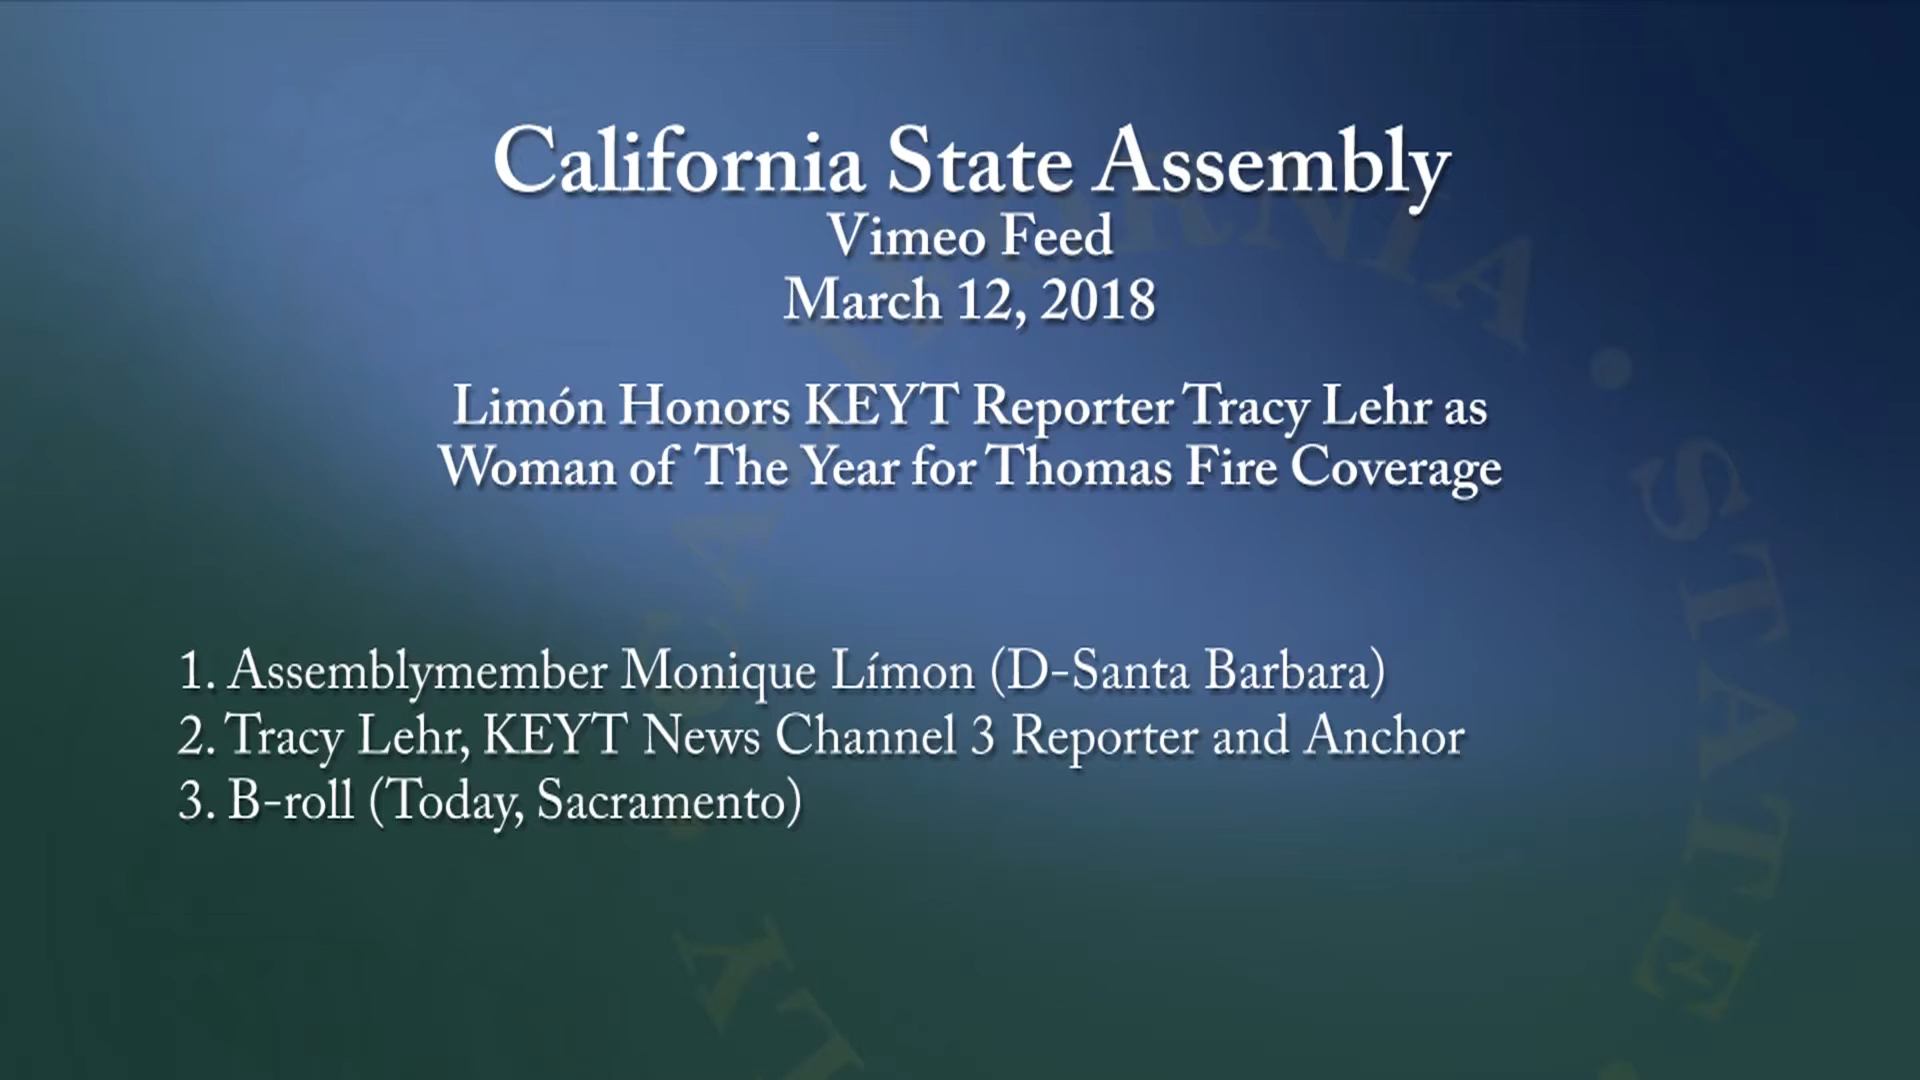 California State Assembly
Vimeo Feed
March 12, 2018
Limón Honors KEYT Reporter Tracy Lehr as
Woman of The Year for Thomas Fire Coverage
1. Assemblymember Monique Límon (D-Santa Barbara)
2. Tracy Lehr, KEYT News Channel 3 Reporter and Anchor
3. B-roll (Today, Sacramento)
STATE